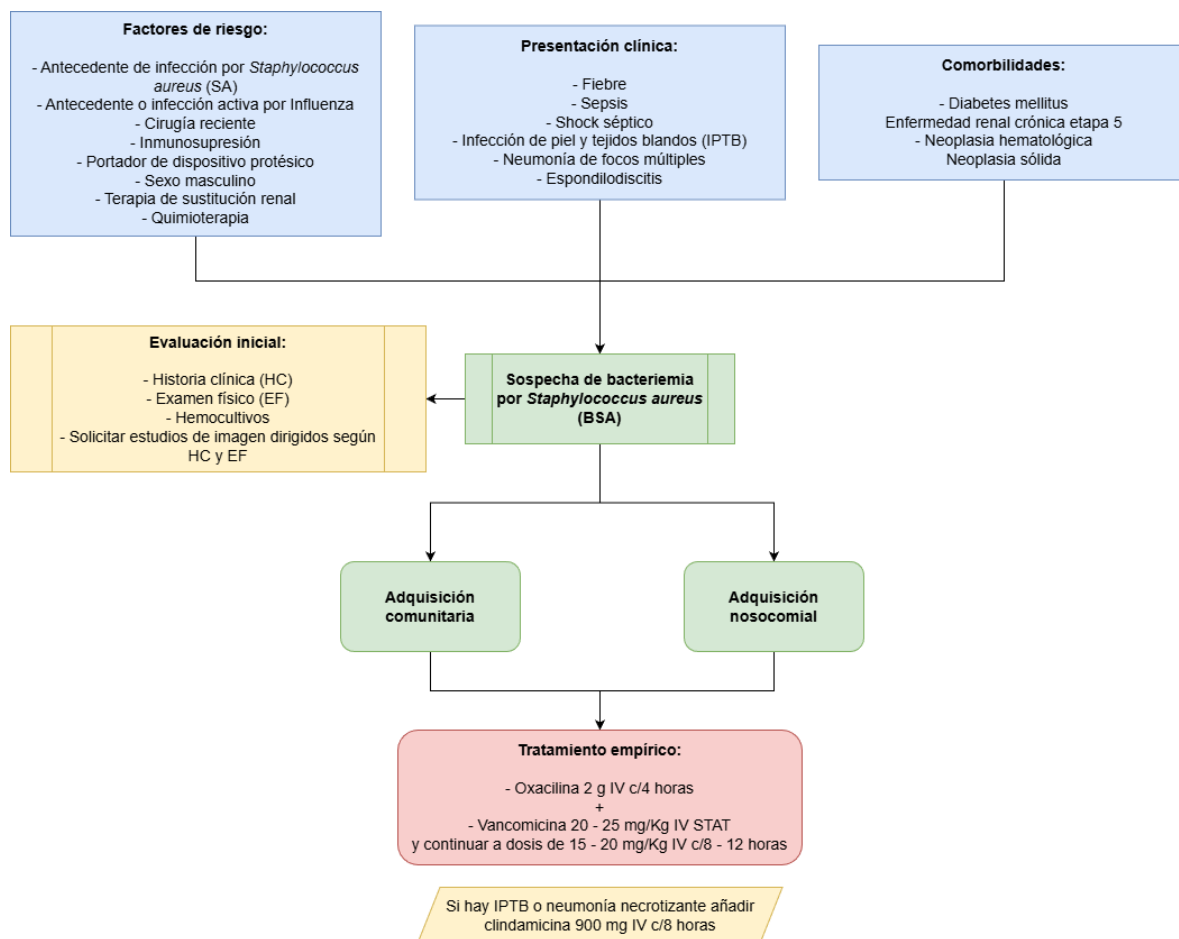 Factores de riesgo:
- Antecedente de infección por Staphylococcus
aureus (SA)
- Antecedente o infección activa por Influenza
- Cirugía reciente
- Inmunosupresión
- Portador de dispositivo protésico
- Sexo masculino
- Terapia de sustitución renal
- Quimioterapia
Presentación clínica:
- Fiebre
- Sepsis
- Shock séptico
- Infección de piel y tejidos blandos (IPTB)
- Neumonía de focos múltiples
- Espondilodiscitis
Comorbilidades:
- Diabetes mellitus
Enfermedad renal crónica etapa 5
- Neoplasia hematológica
Neoplasia sólida
Evaluación inicial:
- Historia clínica (HC)
- Examen físico (EF)
- Hemocultivos
- Solicitar estudios de imagen dirigidos según
HC y EF
Sospecha de bacteriemia
por Staphylococcus aureus
(BSA)
Adquisición
comunitaria
Adquisición
nosocomial
Tratamiento empírico:
- Oxacilina 2 g IV c/4 horas
+
- Vancomicina 20 - 25 mg/Kg IV STAT
y continuar a dosis de 15 - 20 mg/Kg IV c/8 - 12 horas
Si hay IPTB o neumonía necrotizante añadir
clindamicina 900 mg IV c/8 horas